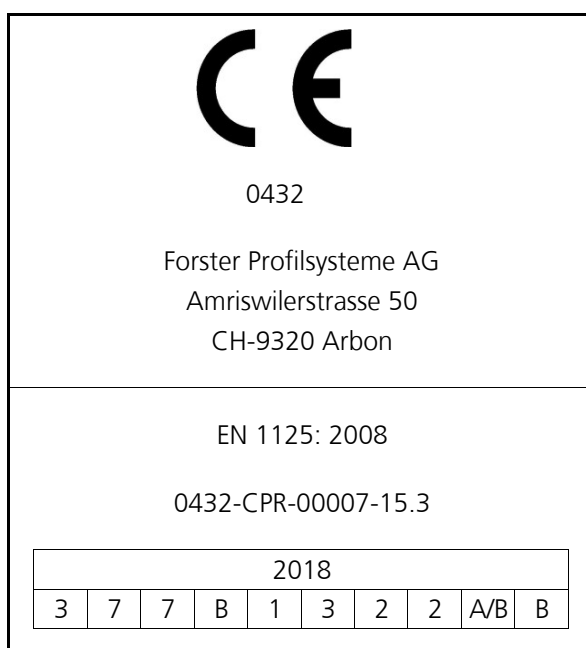 CE
0432
Forster Profilsysteme AG
Amriswilerstrasse 50
CH-9320 Arbon
EN 1125: 2008
0432-CPR-00007-15.3
2018
3 7 7 B 1 3 2 2 A/B B